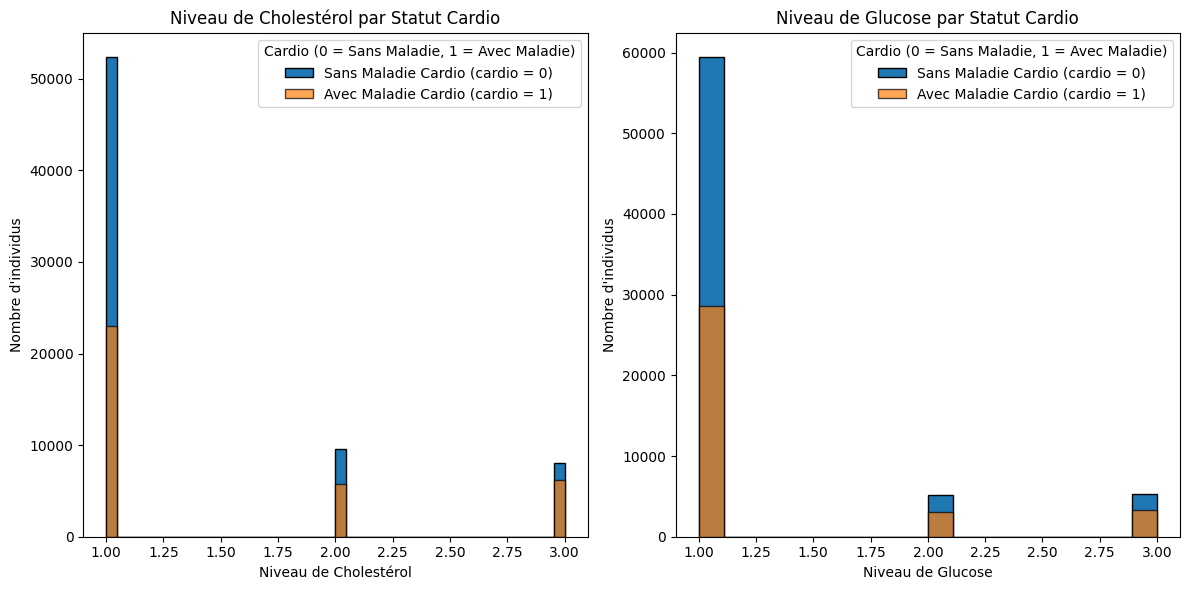 Niveau de Cholestérol par Statut Cardio
Cardio (0 = Sans Maladie, 1 = Avec Maladie)
Sans Maladie Cardio (cardio = 0)
Avec Maladie Cardio (cardio = 1)
Nombre d'individus
50000
40000
30000
20000
10000
0
1.00 1.25 1.50 1.75 2.00 2.25 2.50 2.75 3.00
Niveau de Cholestérol
Niveau de Glucose par Statut Cardio
Cardio (0 = Sans Maladie, 1 = Avec Maladie)
Sans Maladie Cardio (cardio = 0)
Avec Maladie Cardio (cardio = 1)
Nombre d'individus
60000
50000
40000
30000
20000
10000
0
1.00 1.25 1.50 1.75 2.00 2.25 2.50 2.75 3.00
Niveau de Glucose